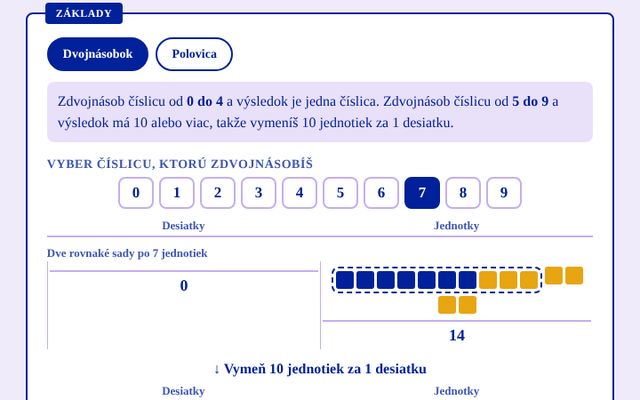 ZÁKLADY
Dvojnásobok Polovica
Zdvojnásob číslicu od 0 do 4 a výsledok je jedna číslica. Zdvojnásob číslicu od 5 do 9 a
výsledok má 10 alebo viac, takže vymeníš 10 jednotiek za 1 desiatku.
VYBER ČÍSLICU, KTORÚ ZDVOJNÁSOBÍŠ
0 1 2 3 4 5 6 7 8 9
Desiatky Jednotky
Dve rovnaké sady po 7 jednotiek
0
14
↓ Vymeň 10 jednotiek za 1 desiatku
Desiatky Jednotky